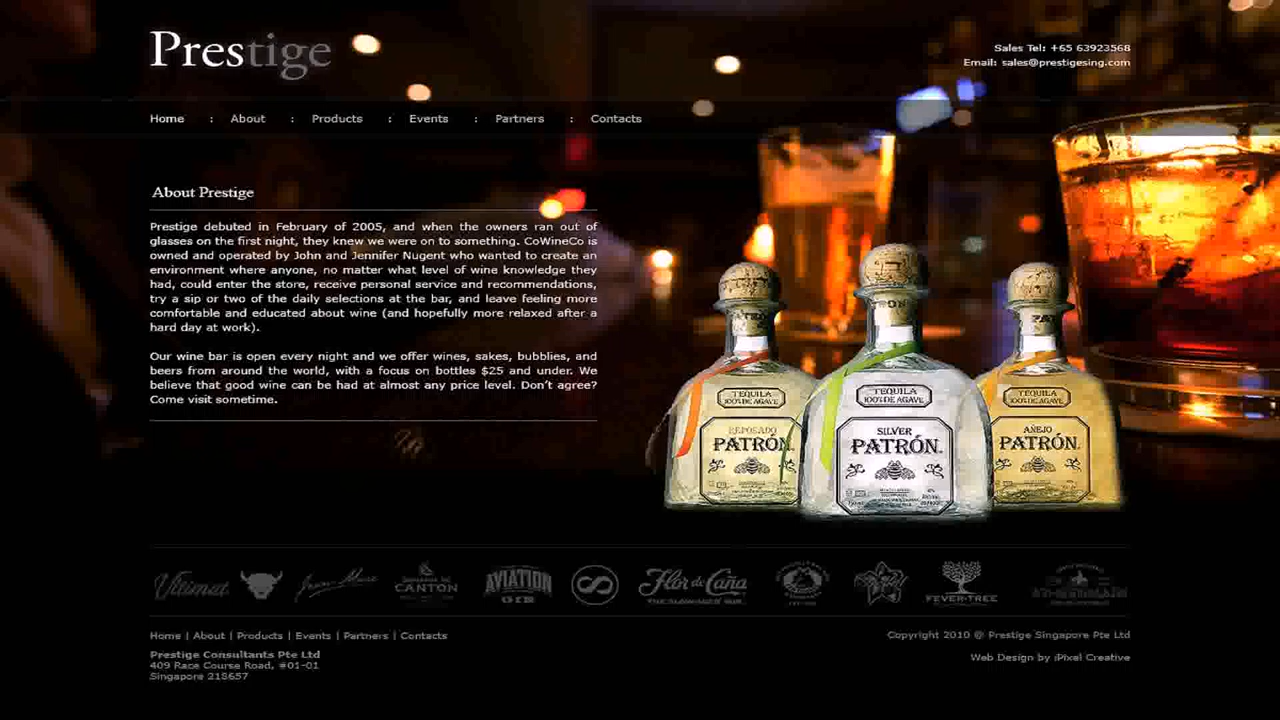 Prestige
Sales Tel: +65 63923568
Email: sales@prestigesing.com
Home : About : Products : Events : Partners : Contacts
About Prestige
Prestige debuted in February of 2005, and when the owners ran out of
glasses on the first night, they knew we were on to something. CoWineCo is
owned and operated by John and Jennifer Nugent who wanted to create an
environment where anyone, no matter what level of wine knowledge they
had, could enter the store, receive personal service and recommendations,
try a sip or two of the daily selections at the bar, and leave feeling more
comfortable and educated about wine (and hopefully more relaxed after a
hard day at work).
Our wine bar is open every night and we offer wines, sakes, bubblies, and
beers from around the world, with a focus on bottles $25 and under. We
believe that good wine can be had at almost any price level. Don't agree?
Come visit sometime.
TEQUILA
100% DE AGAVE
REPOSADO
PATRÓN
TEQUILA
100% DE AGAVE
SILVER
PATRÓN
TEQUILA
100% DE AGAVE
AÑEJO
PATRÓN
Ultimat
Jean Marc
CANTON
AVIATION
GIN
Flor de Caña
FEVER-TREE
ST-GERMAIN
Home | About | Products | Events | Partners | Contacts
Prestige Consultants Pte Ltd
409 Race Course Road, #01-01
Singapore 218657
Copyright 2010 @ Prestige Singapore Pte Ltd
Web Design by iPixel Creative